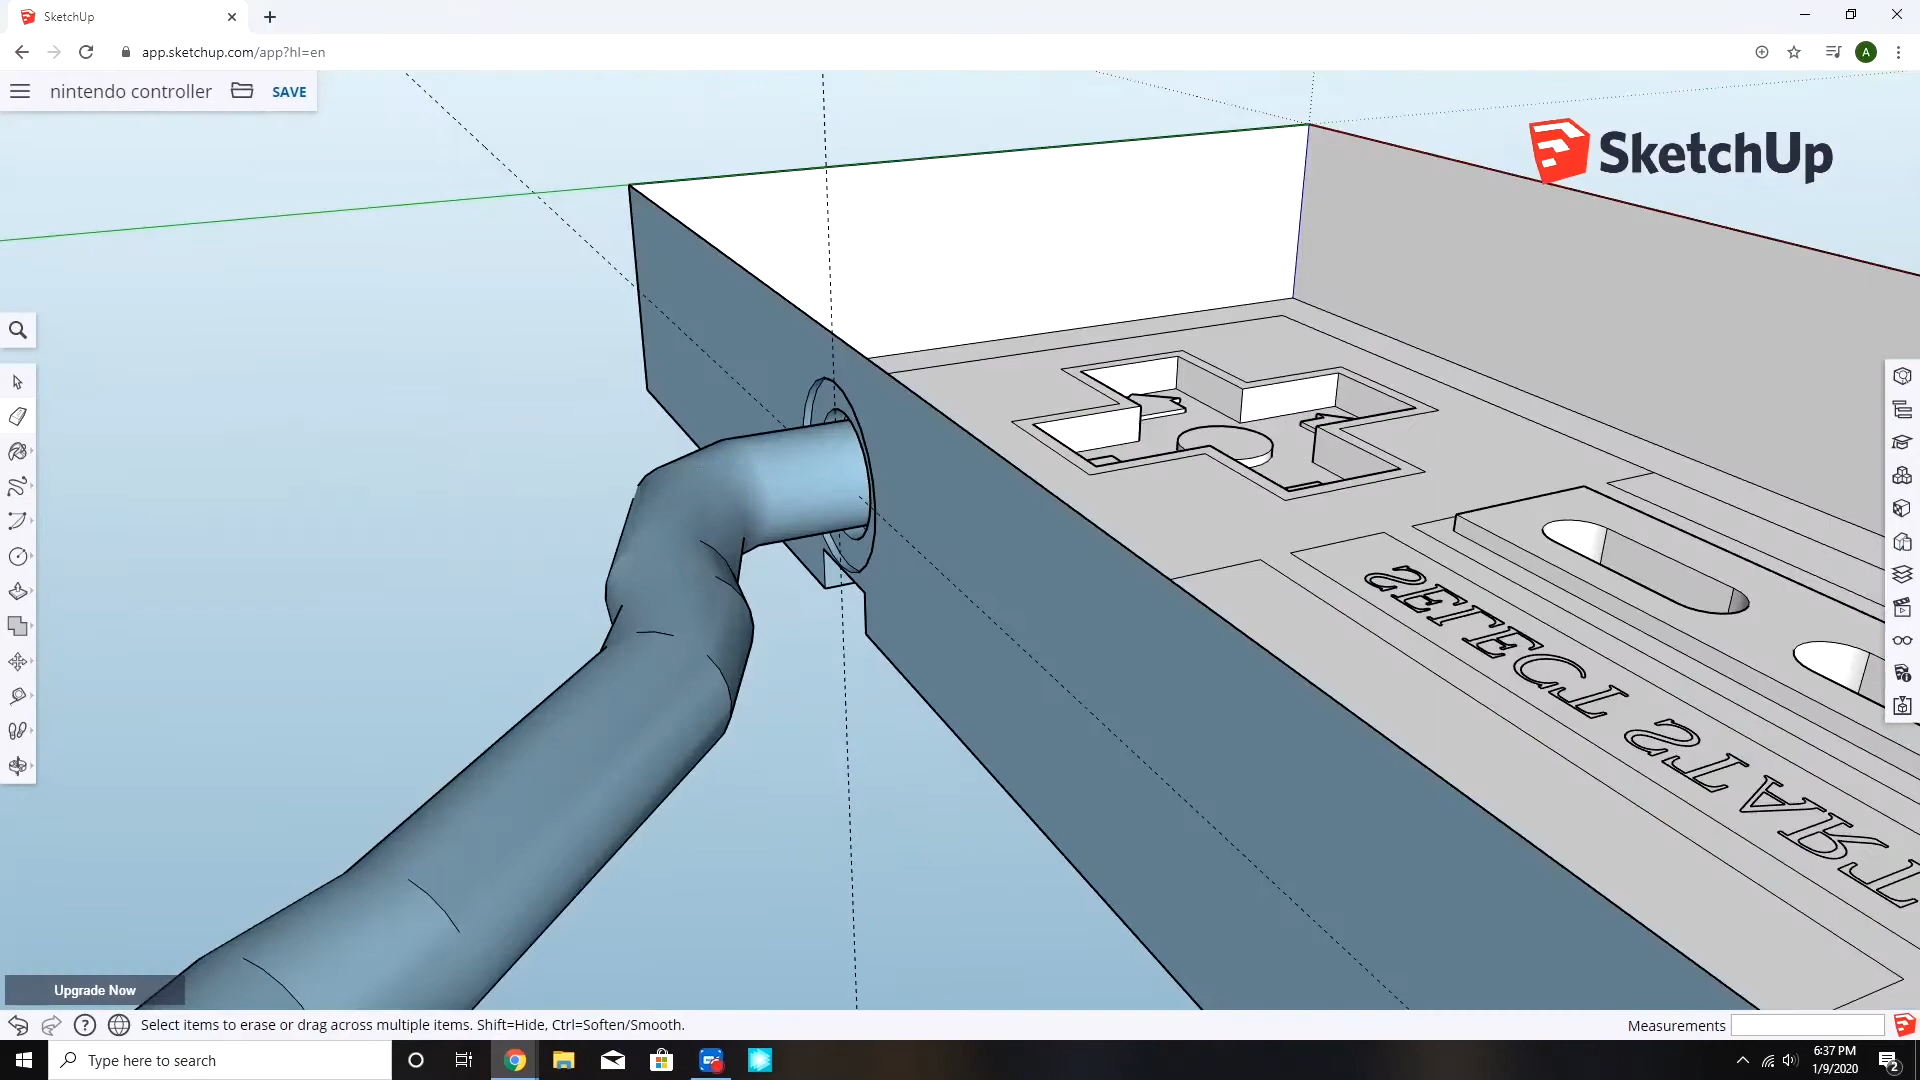 SketchUp
app.sketchup.com/app?hl=en
A
nintendo controller
SAVE
SketchUp
SELECT START
Upgrade Now
Select items to erase or drag across multiple items. Shift=Hide, Ctrl=Soften/Smooth.
Measurements
Type here to search
6:37 PM
1/9/2020
2